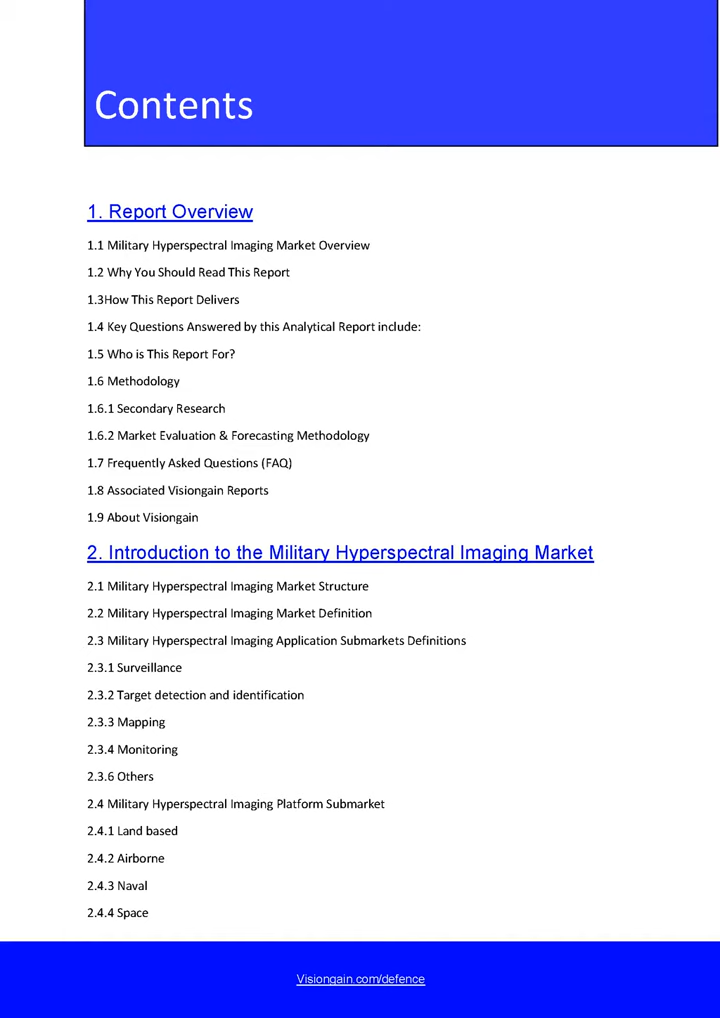 Contents
1. Report Overview
1.1 Military Hyperspectral Imaging Market Overview
1.2 Why You Should Read This Report
1.3How This Report Delivers
1.4 Key Questions Answered by this Analytical Report include:
1.5 Who is This Report For?
1.6 Methodology
1.6.1 Secondary Research
1.6.2 Market Evaluation & Forecasting Methodology
1.7 Frequently Asked Questions (FAQ)
1.8 Associated Visiongain Reports
1.9 About Visiongain
2. Introduction to the Military Hyperspectral Imaging Market
2.1 Military Hyperspectral Imaging Market Structure
2.2 Military Hyperspectral Imaging Market Definition
2.3 Military Hyperspectral Imaging Application Submarkets Definitions
2.3.1 Surveillance
2.3.2 Target detection and identification
2.3.3 Mapping
2.3.4 Monitoring
2.3.6 Others
2.4 Military Hyperspectral Imaging Platform Submarket
2.4.1 Land based
2.4.2 Airborne
2.4.3 Naval
2.4.4 Space
Visiongain.com/defence